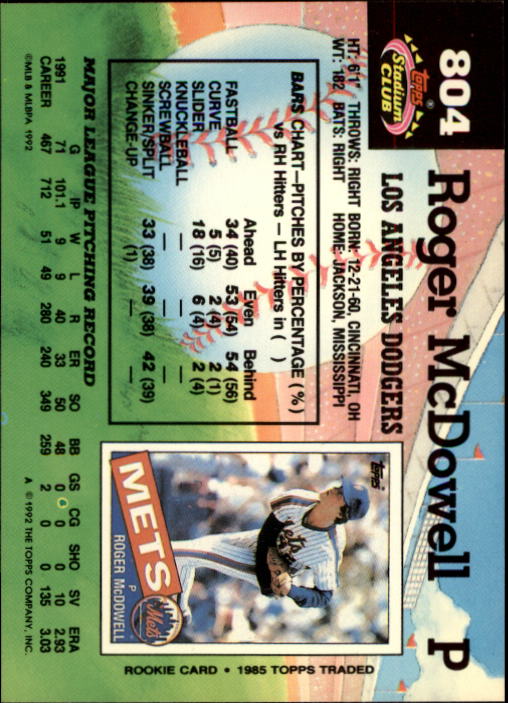 804
Topps
Stadium
CLUB
Roger McDowell P
LOS ANGELES DODGERS
HT: 6'1" THROWS: RIGHT BORN: 12-21-60, CINCINNATI, OH
WT: 182 BATS: RIGHT HOME: JACKSON, MISSISSIPPI
BARS CHART—PITCHES BY PERCENTAGE (%)
vs RH Hitters — LH Hitters in ( )
Ahead Even Behind
FASTBALL 34 (40) 53 (54) 54 (56)
CURVE 5 (5) 2 (4) 2 (1)
SLIDER 18 (16) 6 (4) 2 (4)
KNUCKLEBALL — — —
SCREWBALL — — —
SINKER/SPLIT 33 (38) 39 (38) 42 (39)
CHANGE-UP (1) — —
MAJOR LEAGUE PITCHING RECORD
G IP W L R ER SO BB GS CG SHO SV ERA
1991 71 101.1 9 9 40 33 50 48 0 0 0 10 2.93
CAREER 467 712 51 49 280 240 349 259 2 0 0 135 3.03
©MLB & MLBPA 1992
A ©1992 THE TOPPS COMPANY, INC.
Topps
Mets
METS
P
ROGER McDOWELL
Mets
ROOKIE CARD • 1985 TOPPS TRADED